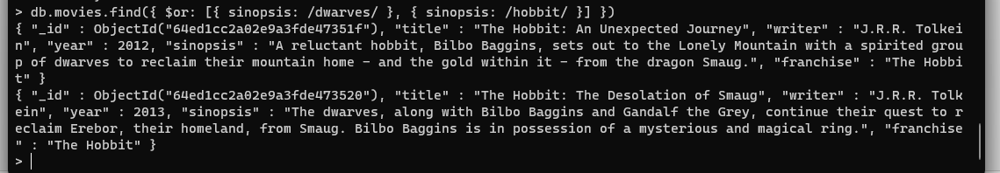 > db.movies.find({ $or: [{ sinopsis: /dwarves/ }, { sinopsis: /hobbit/ }] })
{ "_id" : ObjectId("64ed1cc2a02e9a3fde47351f"), "title" : "The Hobbit: An Unexpected Journey", "writer" : "J.R.R. Tolkei
n", "year" : 2012, "sinopsis" : "A reluctant hobbit, Bilbo Baggins, sets out to the Lonely Mountain with a spirited grou
p of dwarves to reclaim their mountain home - and the gold within it - from the dragon Smaug.", "franchise" : "The Hobbi
t" }
{ "_id" : ObjectId("64ed1cc2a02e9a3fde473520"), "title" : "The Hobbit: The Desolation of Smaug", "writer" : "J.R.R. Tolk
ein", "year" : 2013, "sinopsis" : "The dwarves, along with Bilbo Baggins and Gandalf the Grey, continue their quest to r
eclaim Erebor, their homeland, from Smaug. Bilbo Baggins is in possession of a mysterious and magical ring.", "franchise
" : "The Hobbit" }
>